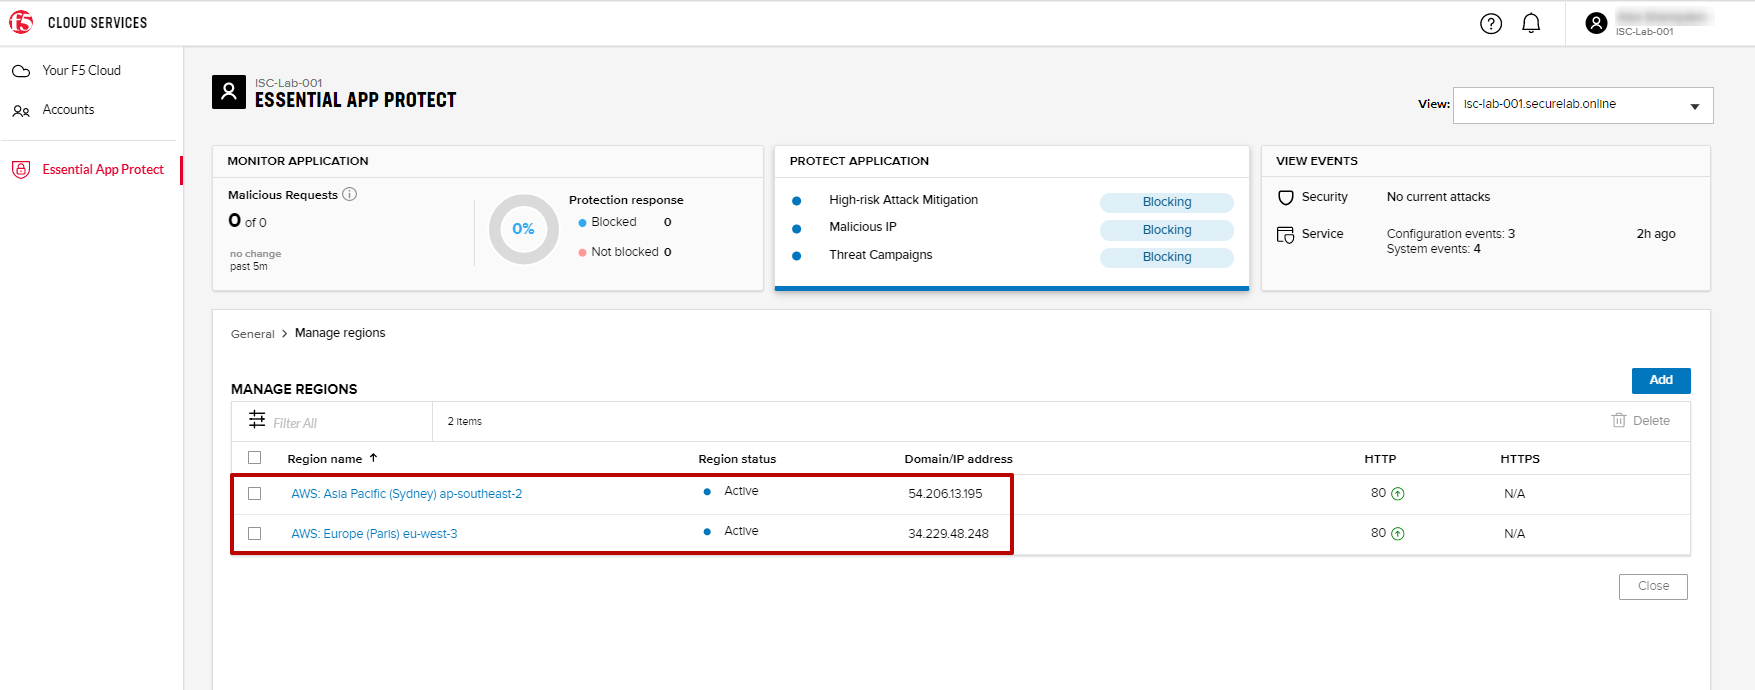 f5 CLOUD SERVICES
ISC-Lab-001
Your F5 Cloud
Accounts
Essential App Protect
ISC-Lab-001
ESSENTIAL APP PROTECT
View: isc-lab-001.securelab.online
MONITOR APPLICATION
Malicious Requests
0 of 0
no change
past 5m
0%
Protection response
Blocked 0
Not blocked 0
PROTECT APPLICATION
High-risk Attack Mitigation Blocking
Malicious IP Blocking
Threat Campaigns Blocking
VIEW EVENTS
Security No current attacks
Service Configuration events: 3 2h ago
System events: 4
General > Manage regions
MANAGE REGIONS
Add
Filter All 2 items Delete
Region name ↑ Region status Domain/IP address HTTP HTTPS
AWS: Asia Pacific (Sydney) ap-southeast-2 Active 54.206.13.195 80 N/A
AWS: Europe (Paris) eu-west-3 Active 34.229.48.248 80 N/A
Close